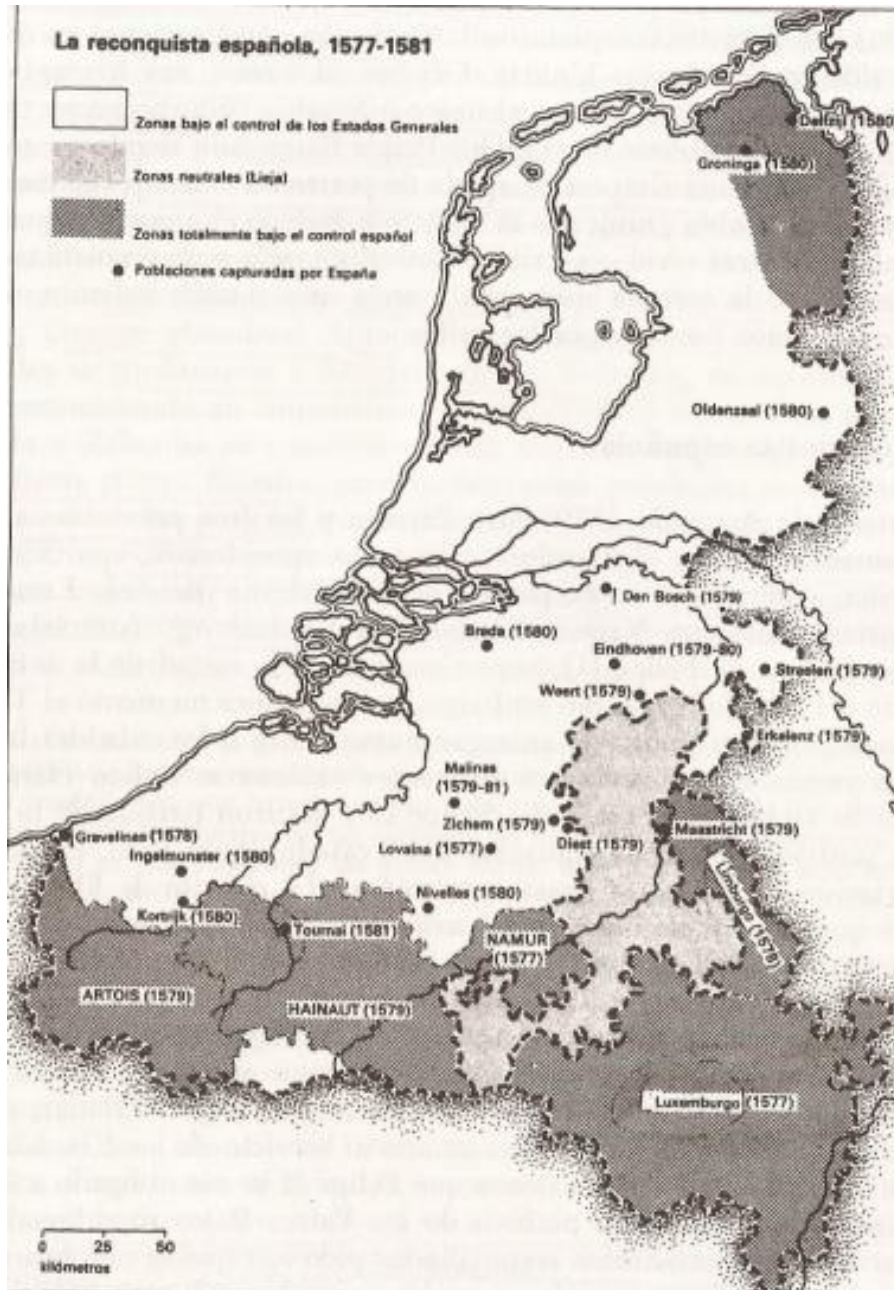 La reconquista española, 1577-1581
Zonas bajo el control de los Estados Generales
Zonas neutrales (Lieja)
Zonas totalmente bajo el control español
Poblaciones capturadas por España
Delfzijl (1580)
Groninga (1580)
Oldenzaal (1580)
Den Bosch (1579)
Breda (1580)
Eindhoven (1579-80)
Straelen (1579)
Weert (1579)
Erkelenz (1579)
Malinas
(1579-81)
Zichem (1579)
Maastricht (1579)
Gravelinas (1578)
Diest (1579)
Lovaina (1577)
Ingelmunster (1580)
Limburgo (1578)
Nivelles (1580)
Kortrijk (1580)
Tournai (1581)
NAMUR
(1577)
ARTOIS (1579)
HAINAUT (1579)
Luxemburgo (1577)
0 25 50
kilómetros